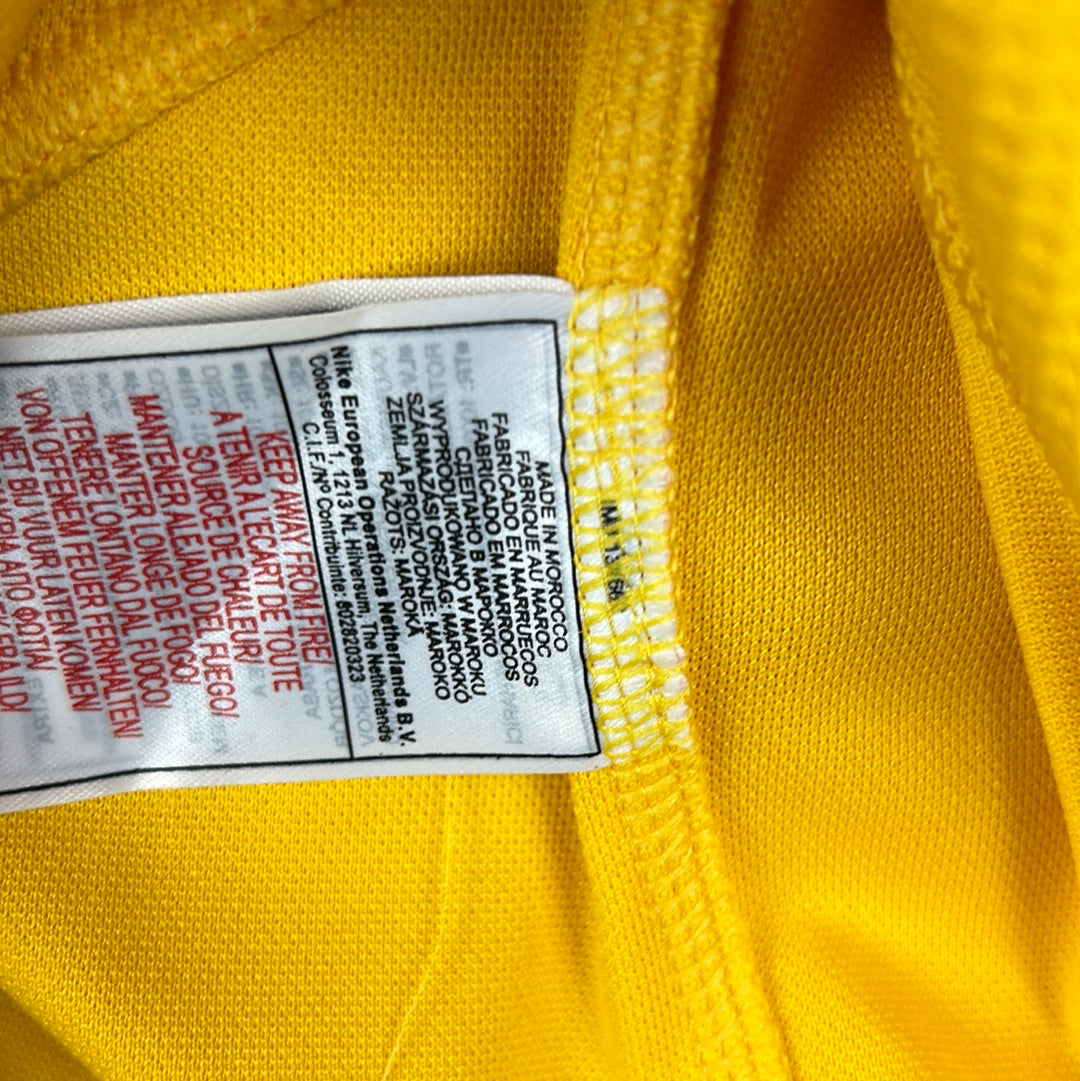 MADE IN MOROCCO
FABRIQUE AU MAROC
FABRICADO EN MARRUECOS
FABRICADO EM MARROCOS
СДЕПАНО В МАРОККО
WYPRODUKOWANO W MAROKU
SZÁRMAZÁSI ORSZÁG: MAROKKÓ
ZEMLJA PROIZVODNJE: MAROKO
RAŽOTS: MAROKĀ
Nike European Operations Netherlands B.V.
Colosseum 1, 1213 NL Hilversum, The Netherlands
C.I.F/Nº Contribuinte: 802820323
KEEP AWAY FROM FIRE/
A TENIR A L'ECART DE TOUTE
SOURCE DE CHALEUR/
MANTENER ALEJADO DEL FUEGO/
MANTER LONGE DE FOGO/
TENERE LONTANO DAL FUOCO/
VON OFFENEM FEUER FERNHALTEN/
NIET BIJ VUUR LATEN KOMEN